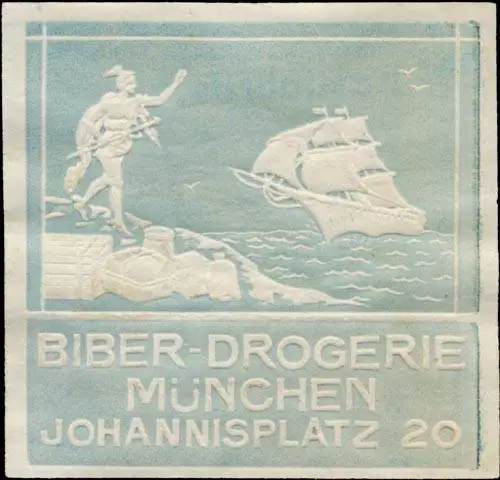 BIBER-DROGERIE
MÜNCHEN
JOHANNISPLATZ 20